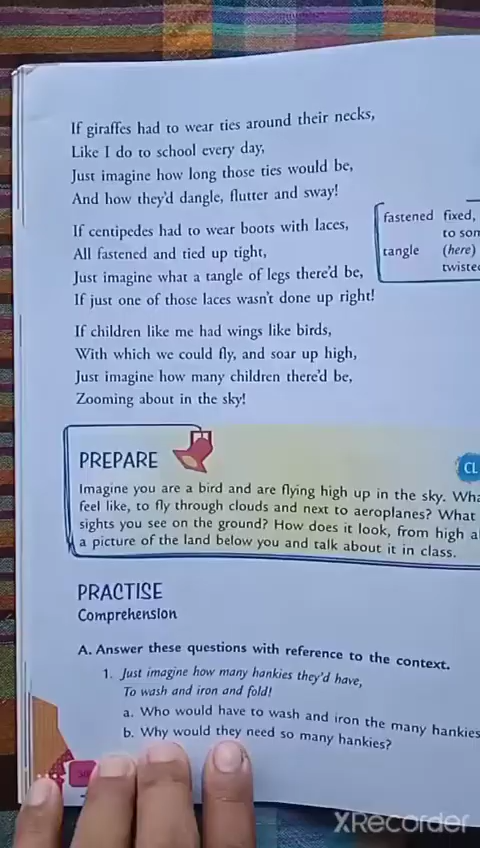 If giraffes had to wear ties around their necks,
Like I do to school every day,
Just imagine how long those ties would be,
And how they'd dangle, flutter and sway!
If centipedes had to wear boots with laces,
All fastened and tied up tight,
Just imagine what a tangle of legs there'd be,
If just one of those laces wasn't done up right!
fastened fixed,
to som
tangle (here)
twiste
If children like me had wings like birds,
With which we could fly, and soar up high,
Just imagine how many children there'd be,
Zooming about in the sky!
PREPARE
CL
Imagine you are a bird and are flying high up in the sky. Wha
feel like, to fly through clouds and next to aeroplanes? What
sights you see on the ground? How does it look, from high a
a picture of the land below you and talk about it in class.
PRACTISE
Comprehension
A. Answer these questions with reference to the context.
1. Just imagine how many hankies they'd have,
To wash and iron and fold!
a. Who would have to wash and iron the many hankies
b. Why would they need so many hankies?
XRecorder